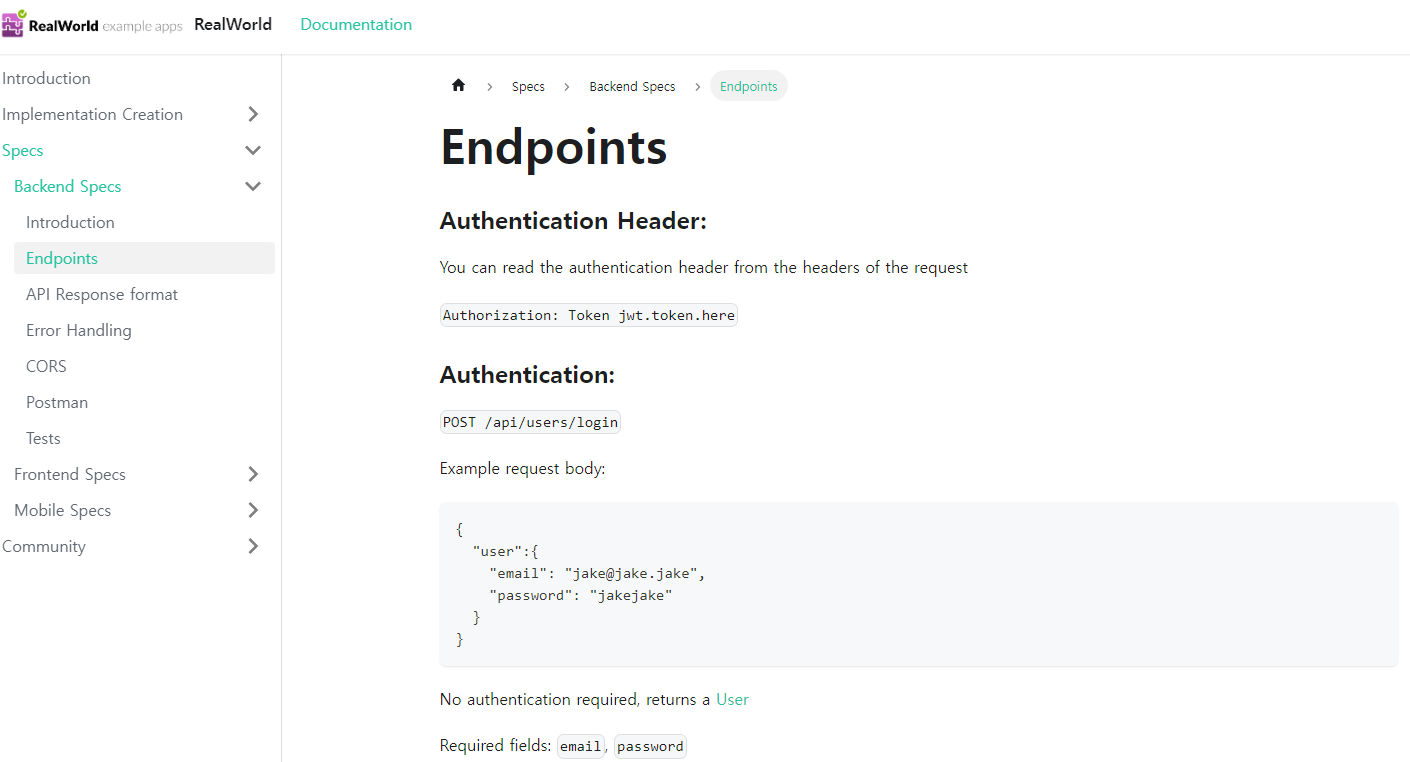 RealWorld example apps RealWorld Documentation
Introduction
Implementation Creation
Specs
Backend Specs
Introduction
Endpoints
API Response format
Error Handling
CORS
Postman
Tests
Frontend Specs
Mobile Specs
Community
Specs Backend Specs Endpoints
Endpoints
Authentication Header:
You can read the authentication header from the headers of the request
Authorization: Token jwt.token.here
Authentication:
POST /api/users/login
Example request body:
{
  "user":{
    "email": "jake@jake.jake",
    "password": "jakejake"
  }
}
No authentication required, returns a User
Required fields: email, password